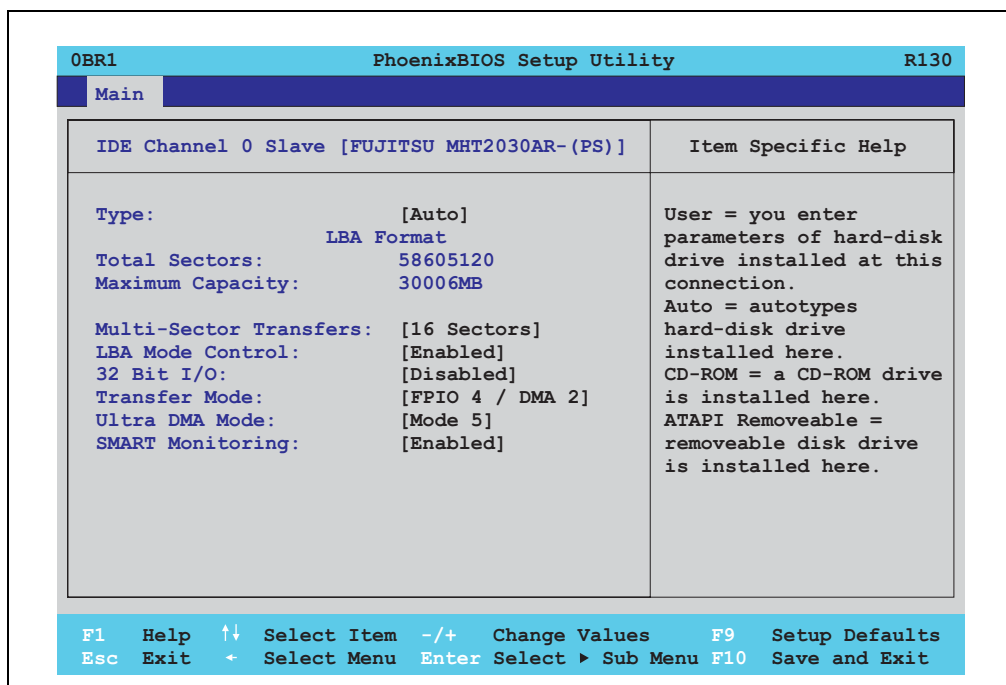 0BR1 PhoenixBIOS Setup Utility R130
Main
IDE Channel 0 Slave [FUJITSU MHT2030AR-(PS)]
Type: [Auto]
LBA Format
Total Sectors: 58605120
Maximum Capacity: 30006MB
Multi-Sector Transfers: [16 Sectors]
LBA Mode Control: [Enabled]
32 Bit I/O: [Disabled]
Transfer Mode: [FPIO 4 / DMA 2]
Ultra DMA Mode: [Mode 5]
SMART Monitoring: [Enabled]
Item Specific Help
User = you enter
parameters of hard-disk
drive installed at this
connection.
Auto = autotypes
hard-disk drive
installed here.
CD-ROM = a CD-ROM drive
is installed here.
ATAPI Removeable =
removeable disk drive
is installed here.
F1 Help ↑↓ Select Item -/+ Change Values F9 Setup Defaults
Esc Exit ← Select Menu Enter Select ▶ Sub Menu F10 Save and Exit